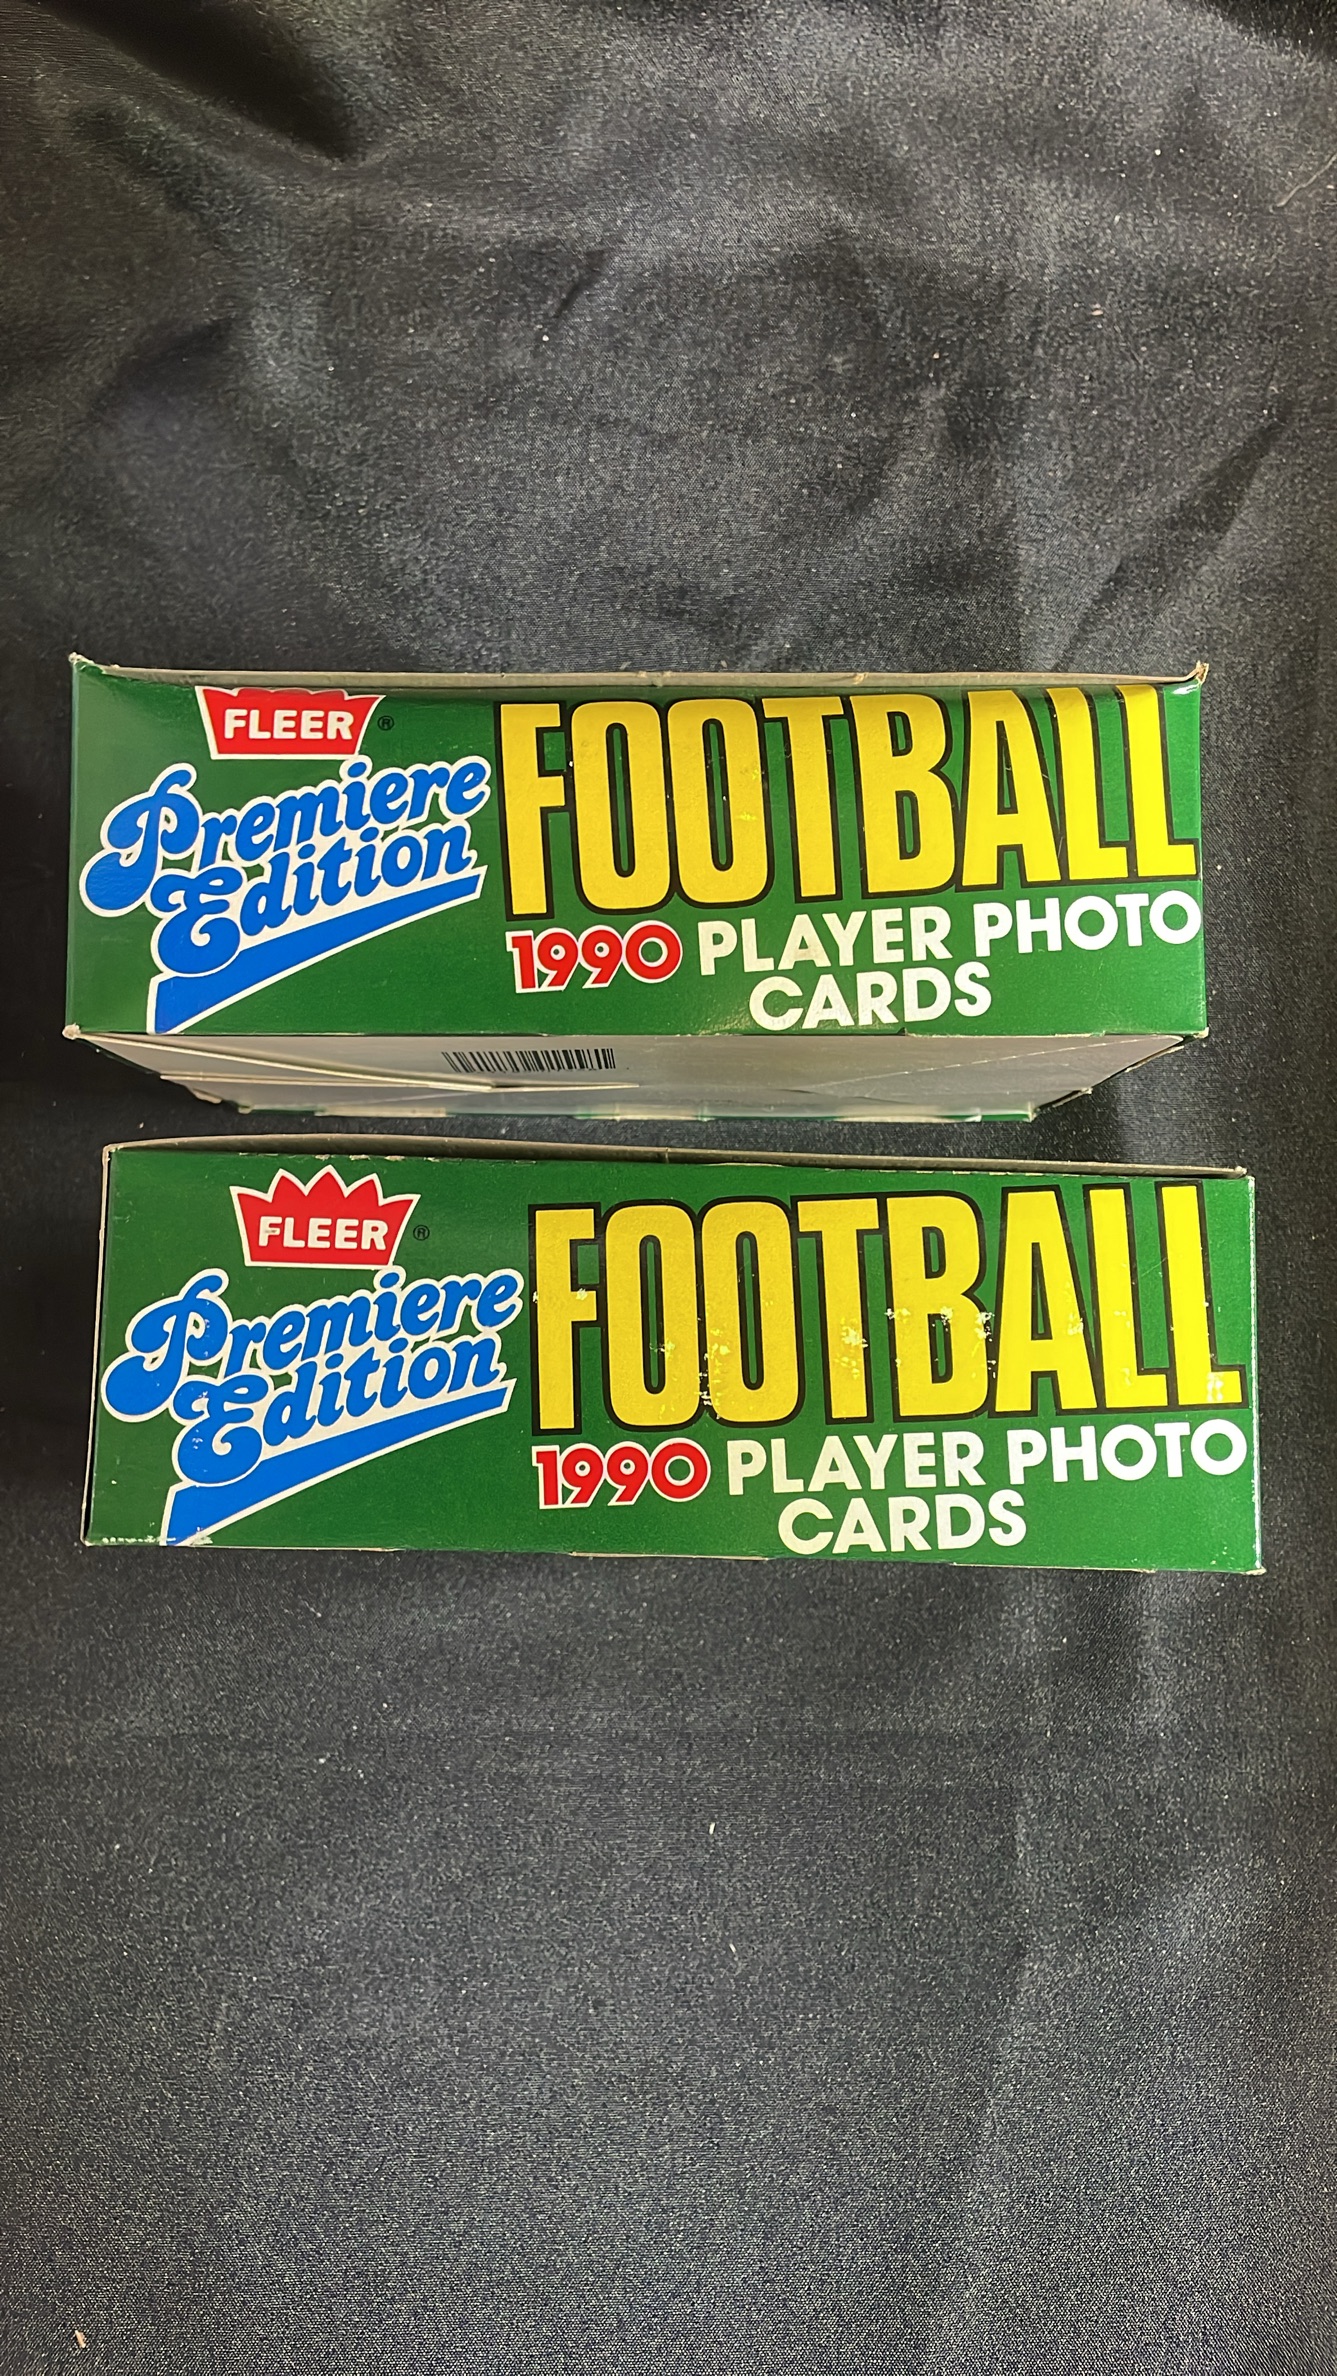 FLEER ®
Premiere
Edition
FOOTBALL
1990 PLAYER PHOTO
CARDS
FLEER ®
Premiere
Edition
FOOTBALL
1990 PLAYER PHOTO
CARDS